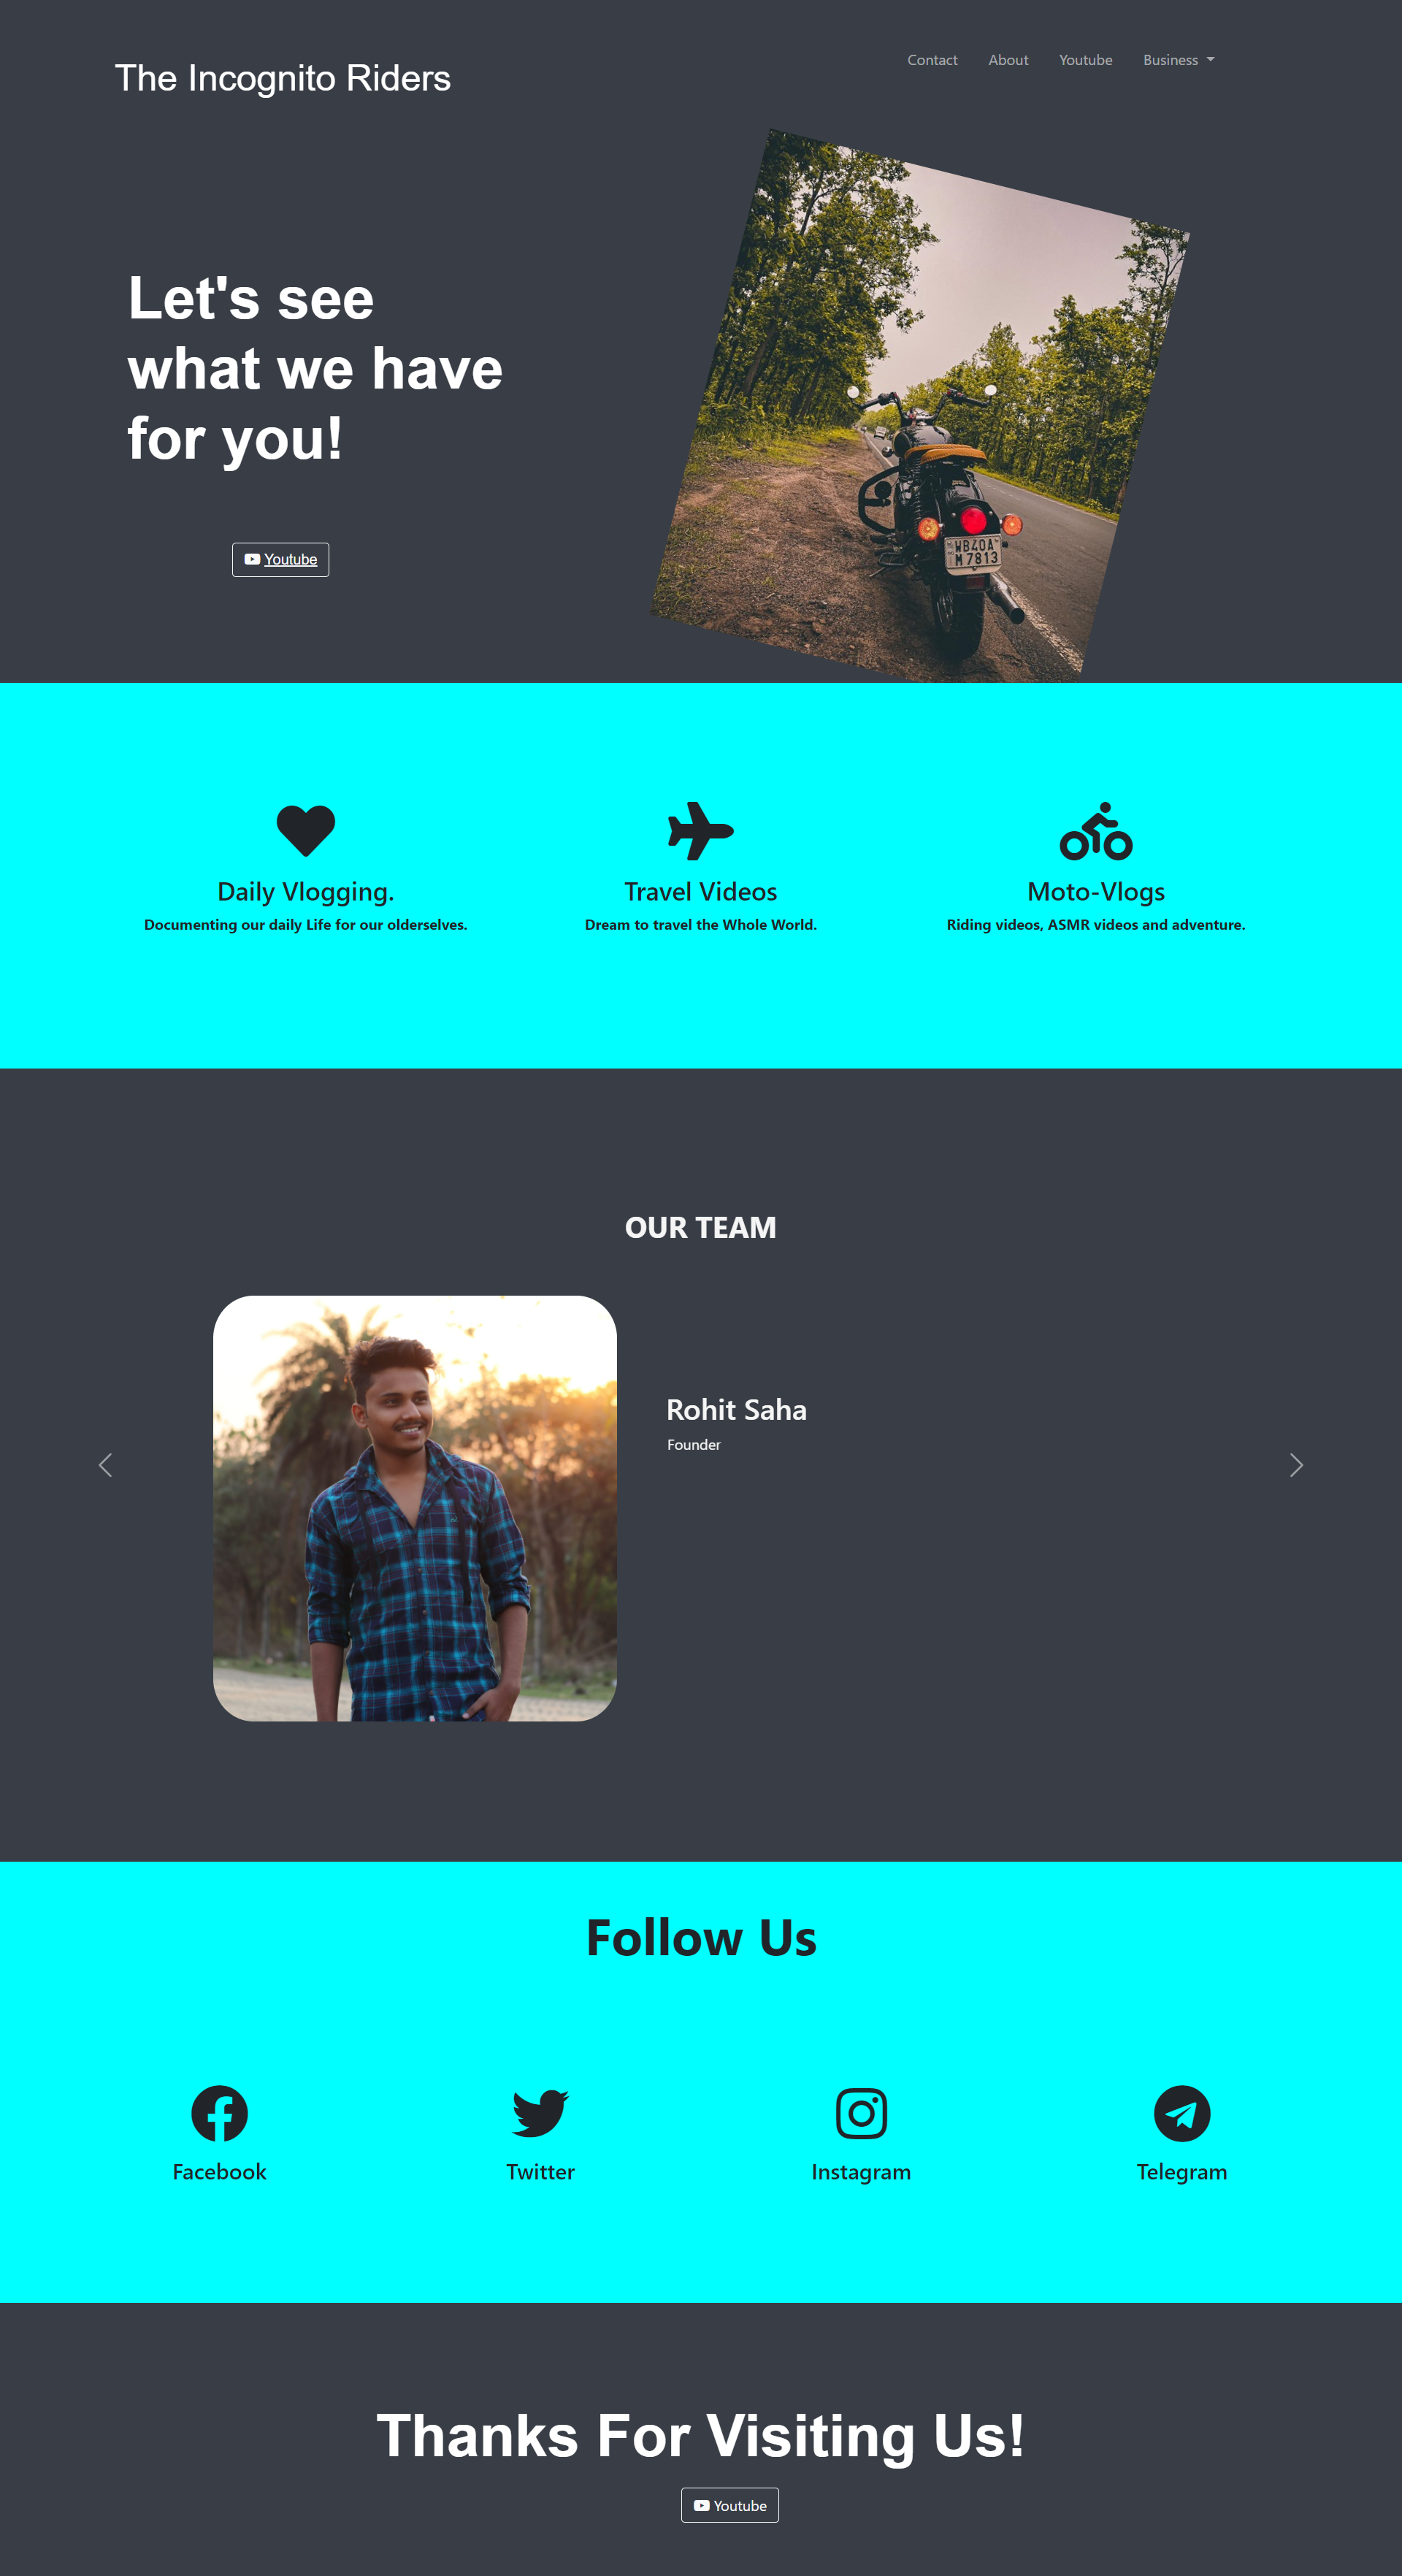 The Incognito Riders
Contact About Youtube Business
Let's see
what we have
for you!
Youtube
WB40A
M 7813
Daily Vlogging.
Documenting our daily Life for our olderselves.
Travel Videos
Dream to travel the Whole World.
Moto-Vlogs
Riding videos, ASMR videos and adventure.
OUR TEAM
Rohit Saha
Founder
Follow Us
Facebook
Twitter
Instagram
Telegram
Thanks For Visiting Us!
Youtube